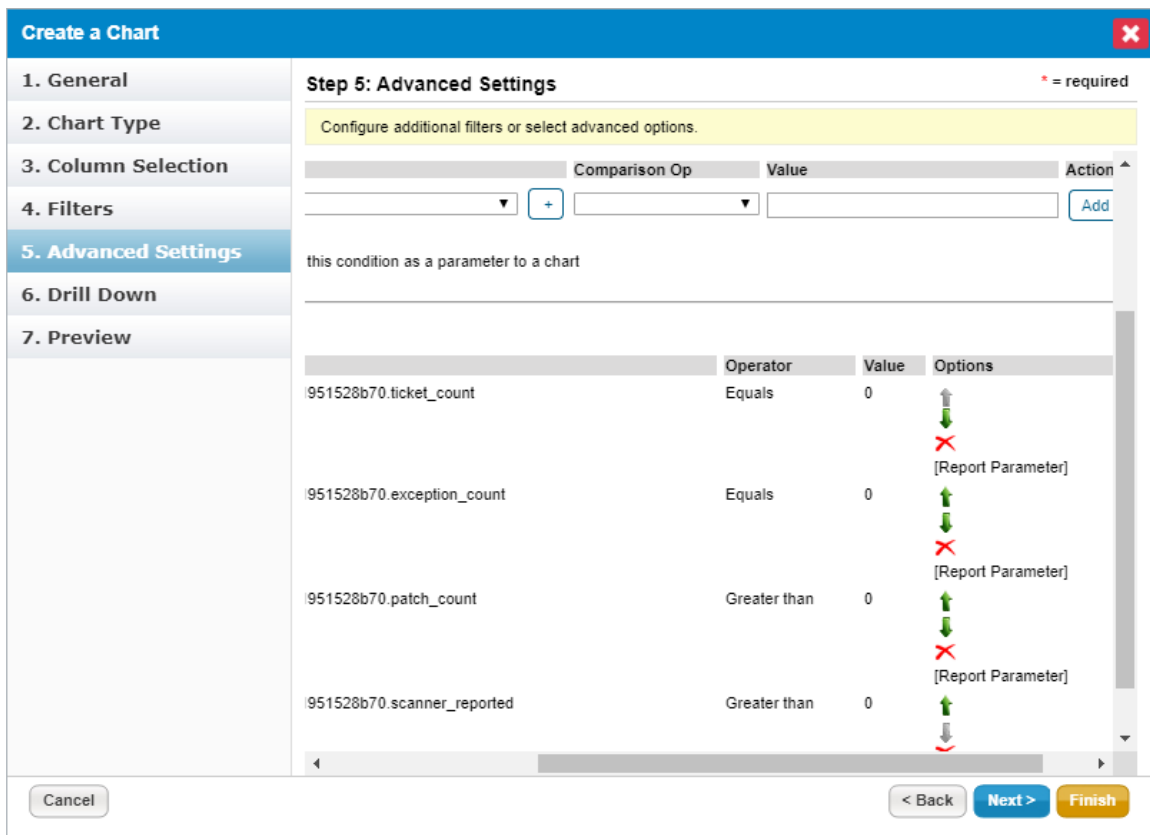 Create a Chart
1. General
2. Chart Type
3. Column Selection
4. Filters
5. Advanced Settings
6. Drill Down
7. Preview
Step 5: Advanced Settings
* = required
Configure additional filters or select advanced options.
Comparison Op Value Action
+ Add
this condition as a parameter to a chart
Operator Value Options
951528b70.ticket_count Equals 0
[Report Parameter]
951528b70.exception_count Equals 0
[Report Parameter]
951528b70.patch_count Greater than 0
[Report Parameter]
951528b70.scanner_reported Greater than 0
Cancel < Back Next > Finish